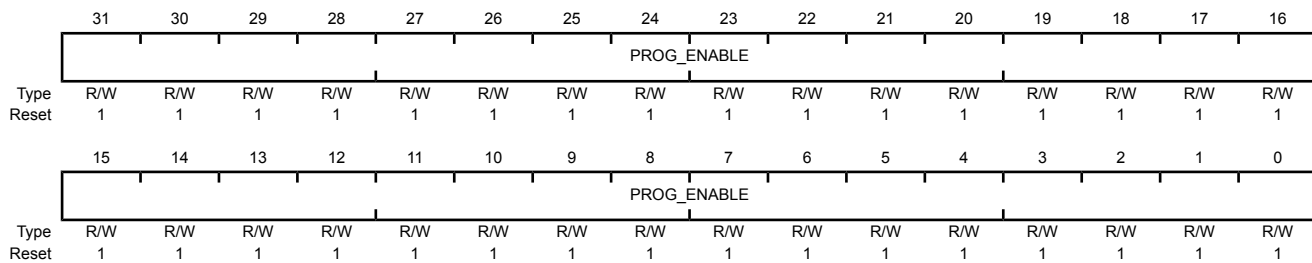 31 30 29 28 27 26 25 24 23 22 21 20 19 18 17 16
PROG_ENABLE
Type R/W R/W R/W R/W R/W R/W R/W R/W R/W R/W R/W R/W R/W R/W R/W R/W
Reset 1 1 1 1 1 1 1 1 1 1 1 1 1 1 1 1
15 14 13 12 11 10 9 8 7 6 5 4 3 2 1 0
PROG_ENABLE
Type R/W R/W R/W R/W R/W R/W R/W R/W R/W R/W R/W R/W R/W R/W R/W R/W
Reset 1 1 1 1 1 1 1 1 1 1 1 1 1 1 1 1